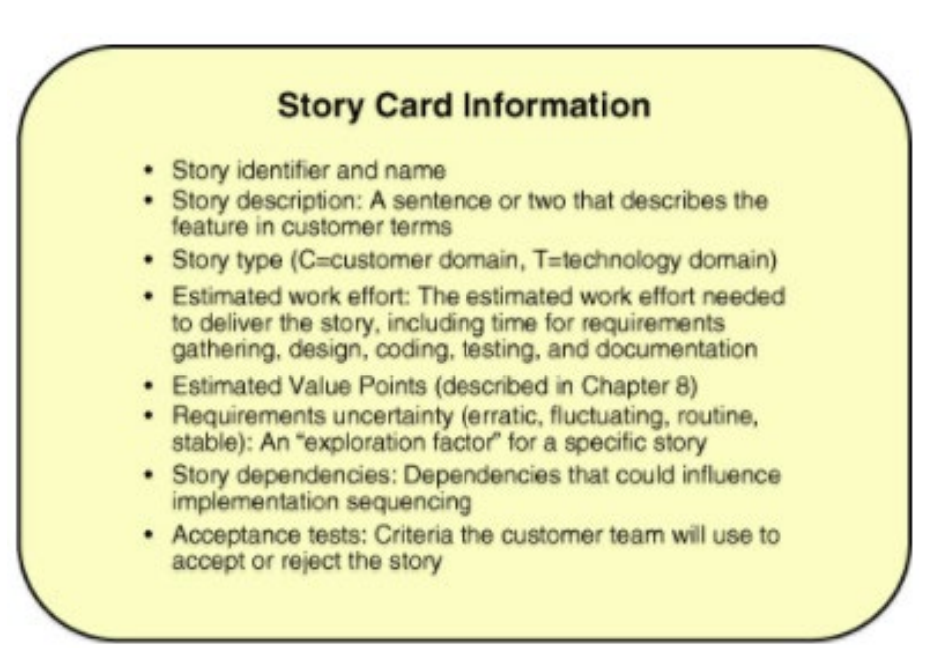 Story Card Information
• Story identifier and name
• Story description: A sentence or two that describes the
feature in customer terms
• Story type (C=customer domain, T=technology domain)
• Estimated work effort: The estimated work effort needed
to deliver the story, including time for requirements
gathering, design, coding, testing, and documentation
• Estimated Value Points (described in Chapter 8)
• Requirements uncertainty (erratic, fluctuating, routine,
stable): An “exploration factor” for a specific story
• Story dependencies: Dependencies that could influence
implementation sequencing
• Acceptance tests: Criteria the customer team will use to
accept or reject the story